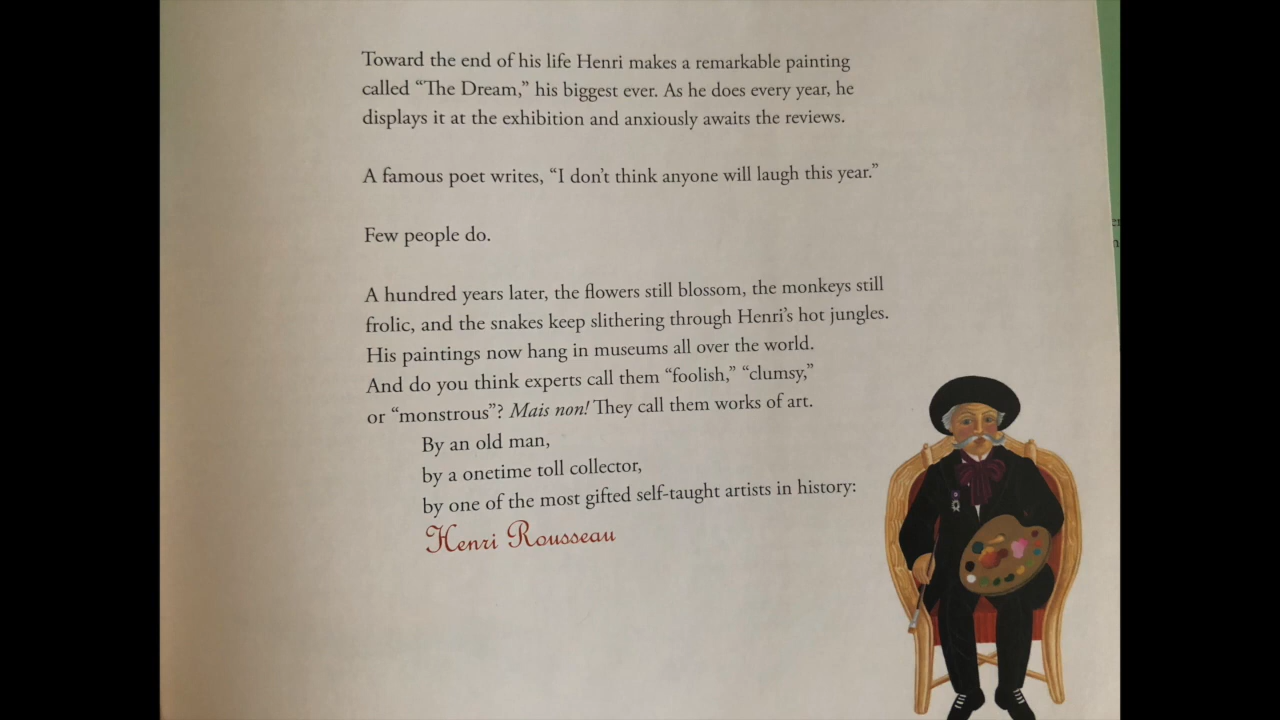 Toward the end of his life Henri makes a remarkable painting
called “The Dream,” his biggest ever. As he does every year, he
displays it at the exhibition and anxiously awaits the reviews.
A famous poet writes, “I don’t think anyone will laugh this year.”
Few people do.
A hundred years later, the flowers still blossom, the monkeys still
frolic, and the snakes keep slithering through Henri’s hot jungles.
His paintings now hang in museums all over the world.
And do you think experts call them “foolish,” “clumsy,”
or “monstrous”? Mais non! They call them works of art.
By an old man,
by a onetime toll collector,
by one of the most gifted self-taught artists in history:
Henri Rousseau